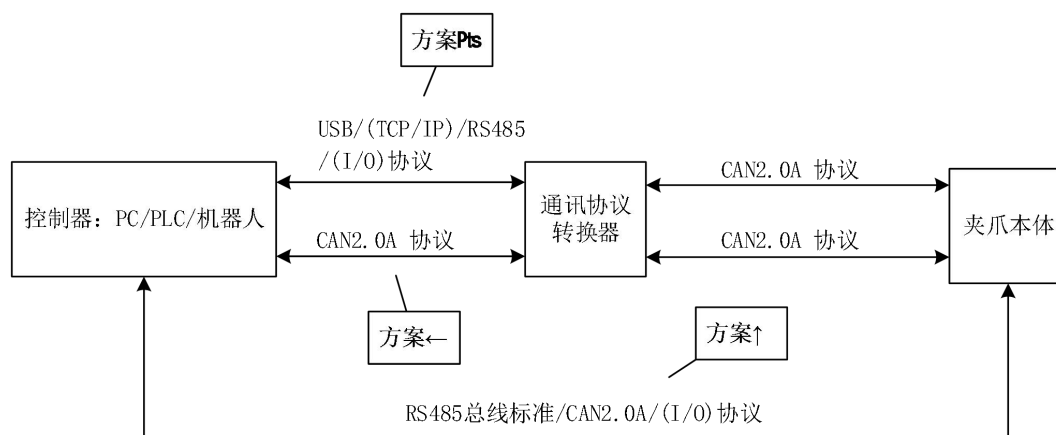 方案Pts
USB/(TCP/IP)/RS485
/(I/O)协议
CAN2.0A 协议
控制器：PC/PLC/机器人
通讯协议
转换器
夹爪本体
CAN2.0A 协议
CAN2.0A 协议
方案←
方案↑
RS485总线标准/CAN2.0A/(I/O)协议